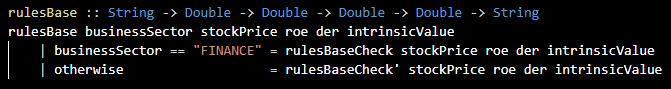 rulesBase :: String -> Double -> Double -> Double -> Double -> String
rulesBase businessSector stockPrice roe der intrinsicValue
    | businessSector == "FINANCE" = rulesBaseCheck stockPrice roe der intrinsicValue
    | otherwise                   = rulesBaseCheck' stockPrice roe der intrinsicValue